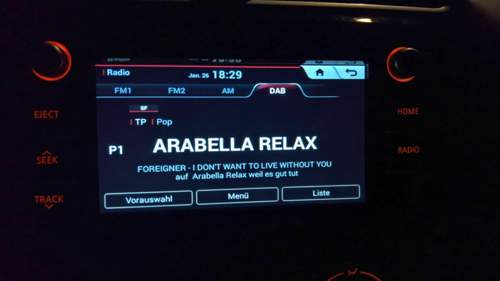 Radio
Jan. 26 18:29
FM1 FM2 AM DAB
TP Pop
P1 ARABELLA RELAX
FOREIGNER - I DON'T WANT TO LIVE WITHOUT YOU
auf Arabella Relax weil es gut tut
Vorauswahl Menü Liste
EJECT
SEEK
TRACK
HOME
RADIO